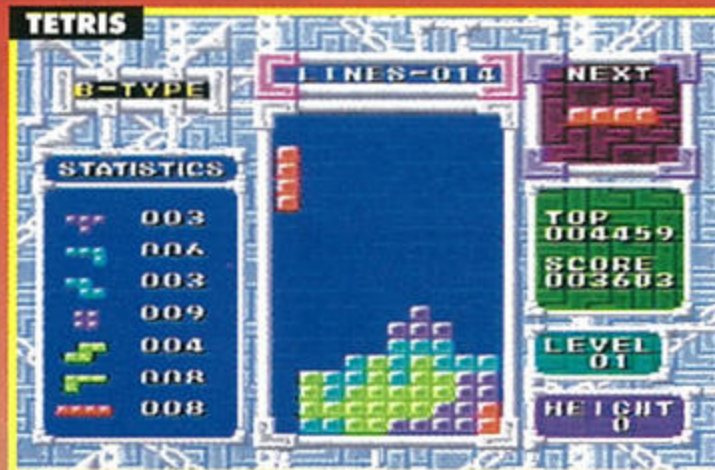 TETRIS
B-TYPE
LINES-014
NEXT
STATISTICS
003
006
003
009
004
008
008
TOP
004459
SCORE
003603
LEVEL
01
HEIGHT
0